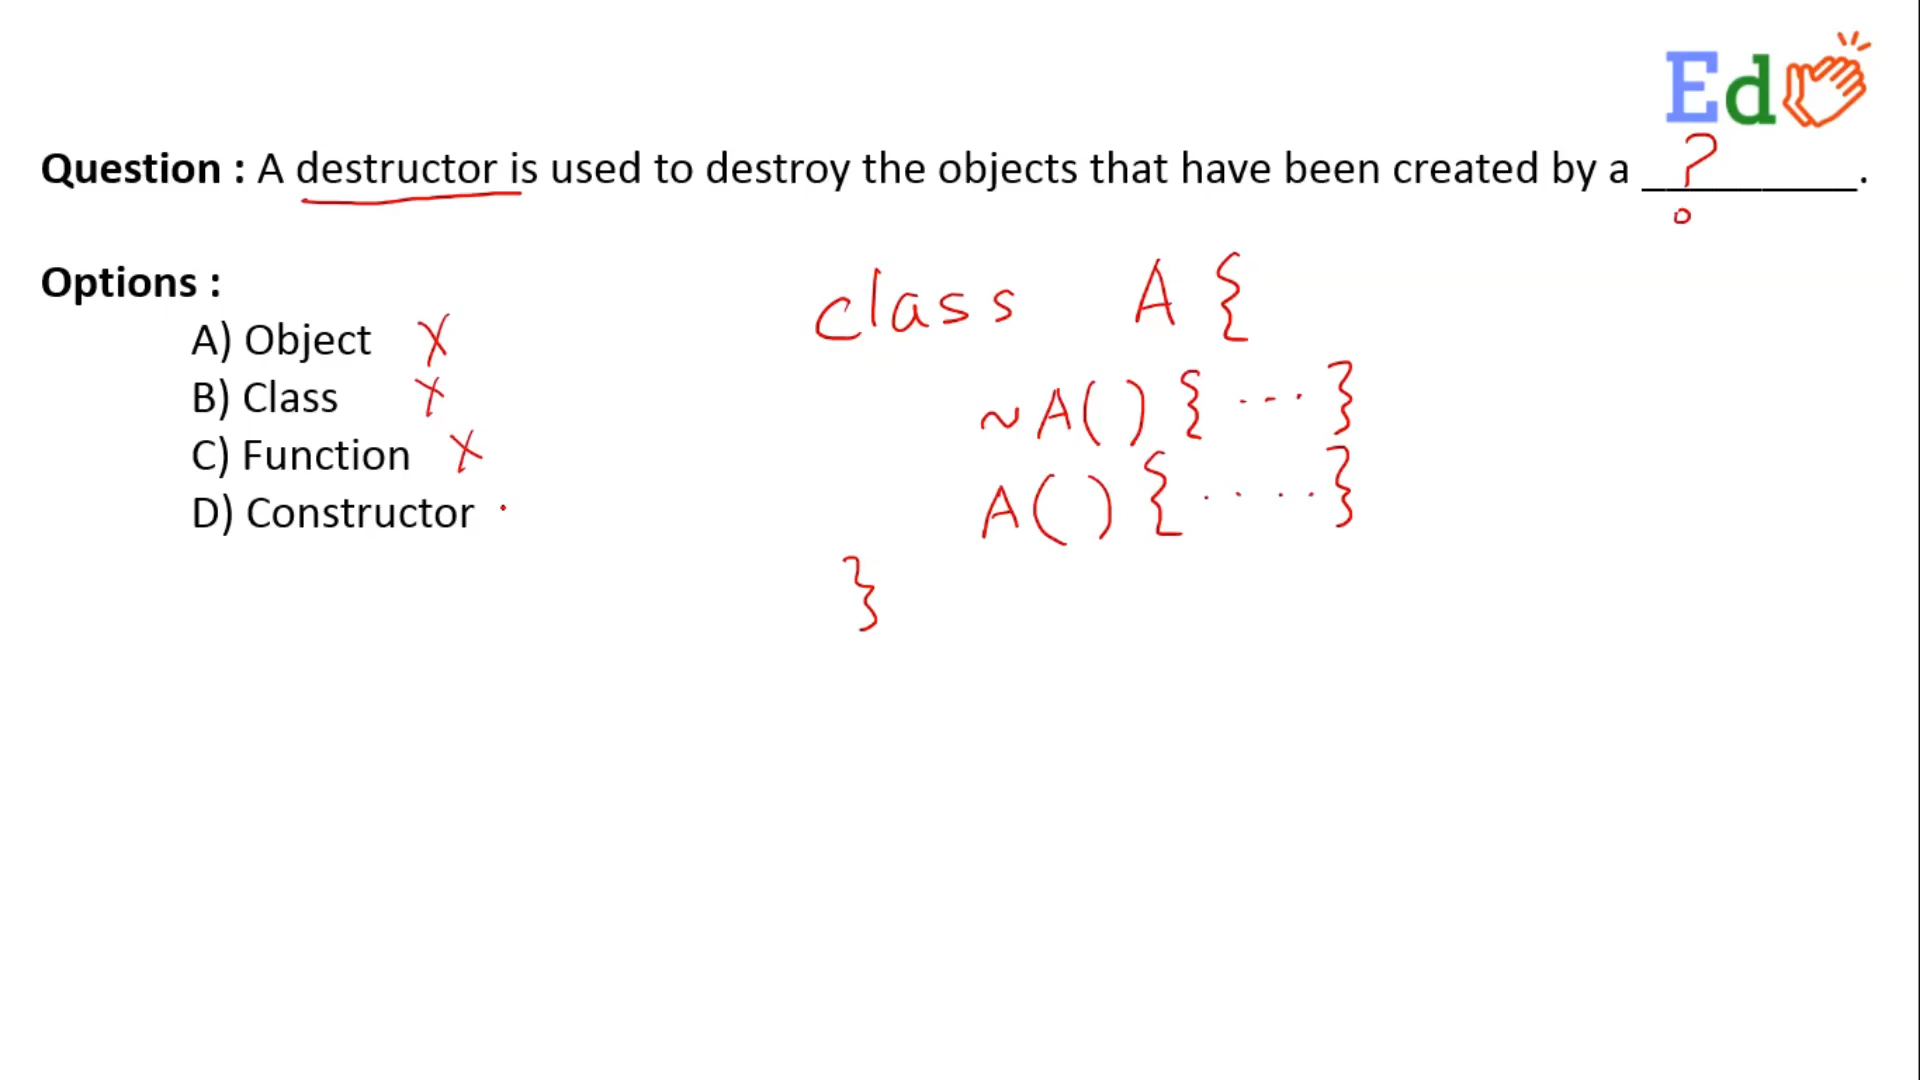 Ed
Question : A destructor is used to destroy the objects that have been created by a __________.
?
Options :
A) Object X
B) Class X
C) Function X
D) Constructor
class A {
~A() { ... }
A() { .... }
}